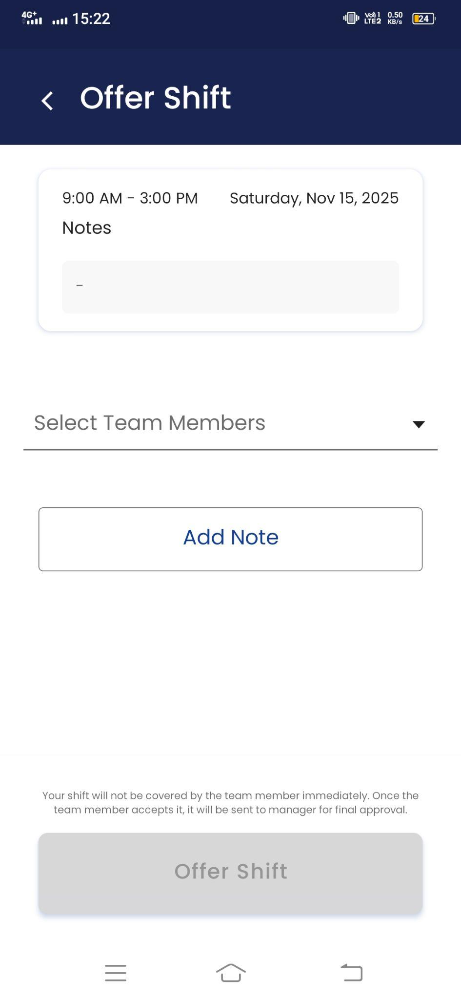 4G+ 15:22 Vo) 1 LTE2 0.50 KB/s 24
Offer Shift
9:00 AM - 3:00 PM Saturday, Nov 15, 2025
Notes
-
Select Team Members
Add Note
Your shift will not be covered by the team member immediately. Once the
team member accepts it, it will be sent to manager for final approval.
Offer Shift